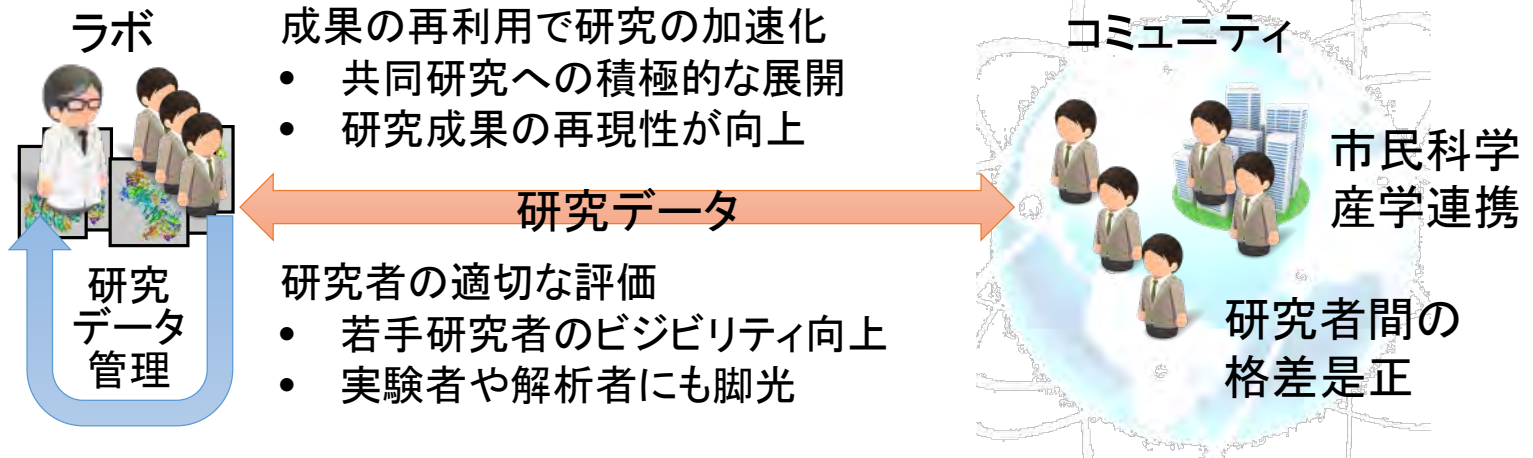 ラボ
研究
データ
管理
成果の再利用で研究の加速化
• 共同研究への積極的な展開
• 研究成果の再現性が向上
研究データ
研究者の適切な評価
• 若手研究者のビジビリティ向上
• 実験者や解析者にも脚光
コミュニティ
市民科学
産学連携
研究者間の
格差是正